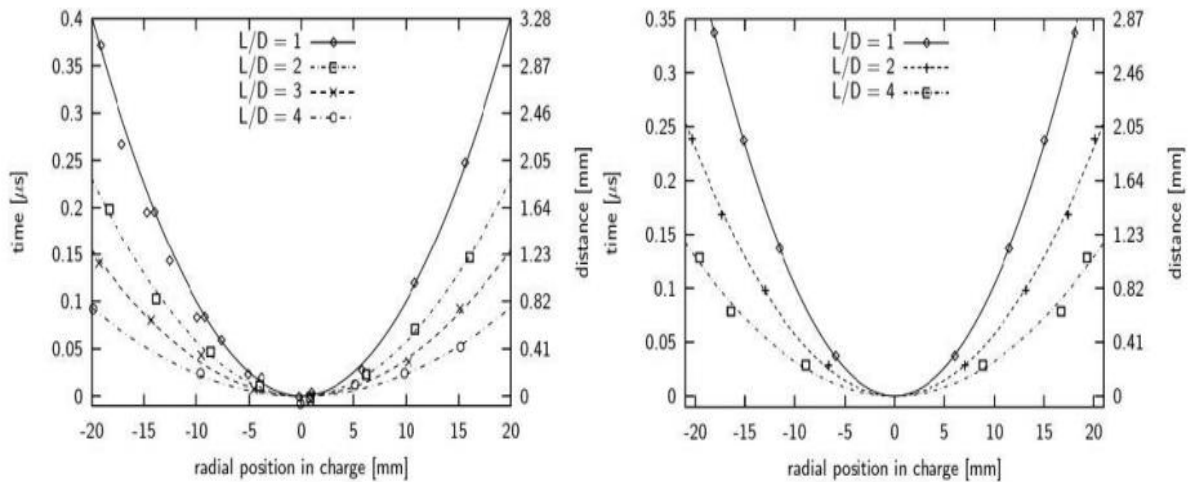 0.4
0.35
0.3
0.25
0.2
0.15
0.1
0.05
0
time [μs]
L/D = 1
L/D = 2
L/D = 3
L/D = 4
3.28
2.87
2.46
2.05
1.64
1.23
0.82
0.41
0
distance [mm]
-20 -15 -10 -5 0 5 10 15 20
radial position in charge [mm]
0.35
0.3
0.25
0.2
0.15
0.1
0.05
0
time [μs]
L/D = 1
L/D = 2
L/D = 4
2.87
2.46
2.05
1.64
1.23
0.82
0.41
0
distance [mm]
-20 -15 -10 -5 0 5 10 15 20
radial position in charge [mm]